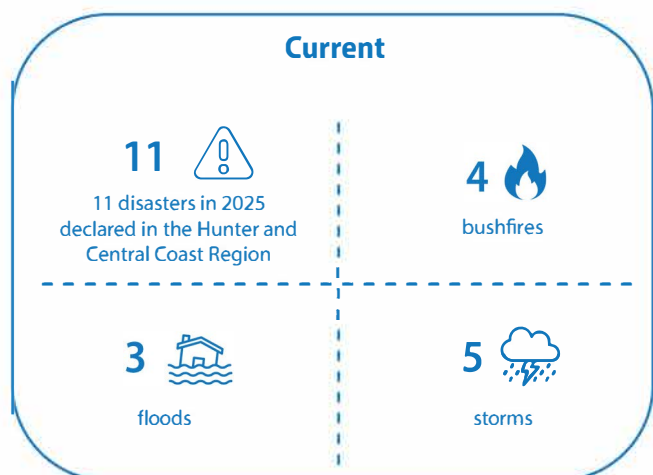 Current
11
11 disasters in 2025
declared in the Hunter and
Central Coast Region
4
bushfires
3
floods
5
storms